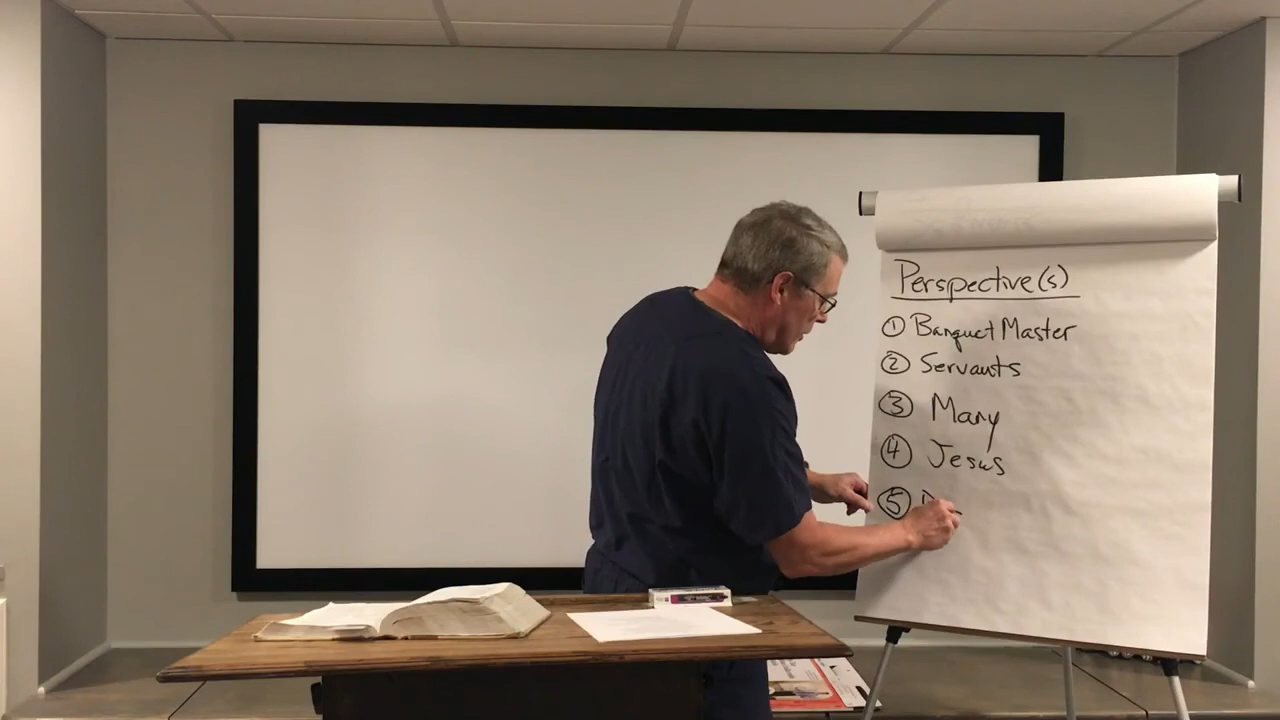 Perspective(s)
① Banquet Master
② Servants
③ Mary
④ Jesus
⑤